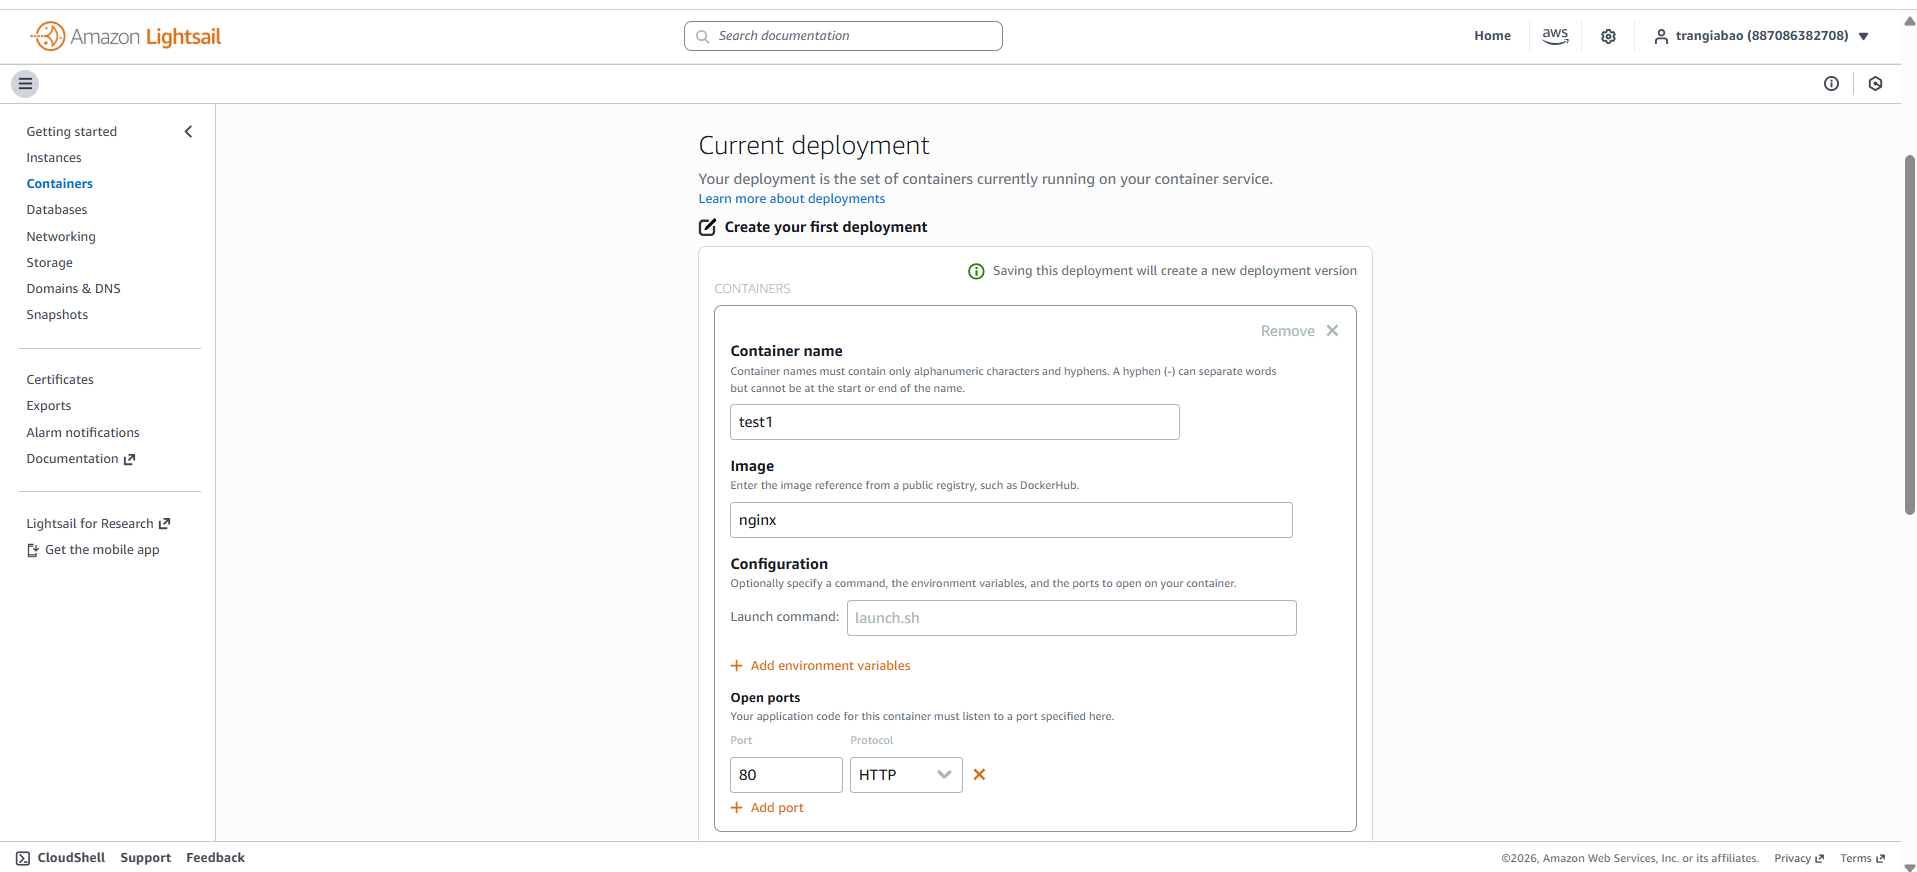 Amazon Lightsail
Search documentation
Home
aws
trangiabao (887086382708)
Getting started
Instances
Containers
Databases
Networking
Storage
Domains & DNS
Snapshots
Certificates
Exports
Alarm notifications
Documentation
Lightsail for Research
Get the mobile app
Current deployment
Your deployment is the set of containers currently running on your container service.
Learn more about deployments
Create your first deployment
Saving this deployment will create a new deployment version
CONTAINERS
Remove
Container name
Container names must contain only alphanumeric characters and hyphens. A hyphen (-) can separate words
but cannot be at the start or end of the name.
test1
Image
Enter the image reference from a public registry, such as DockerHub.
nginx
Configuration
Optionally specify a command, the environment variables, and the ports to open on your container.
Launch command: launch.sh
+ Add environment variables
Open ports
Your application code for this container must listen to a port specified here.
Port Protocol
80 HTTP
+ Add port
CloudShell Support Feedback
©2026, Amazon Web Services, Inc. or its affiliates. Privacy Terms